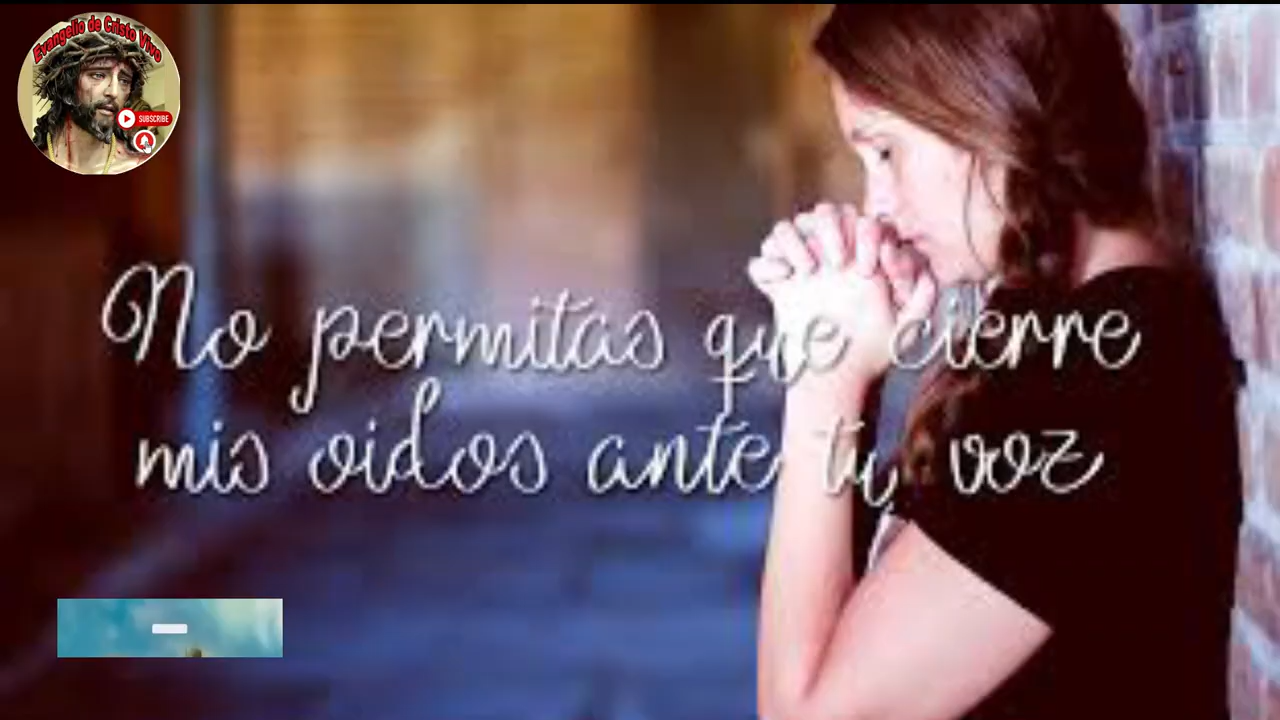 Evangelio de Cristo Vivo
SUBSCRIBE
No permitas que cierre
mis oidos ante tu voz